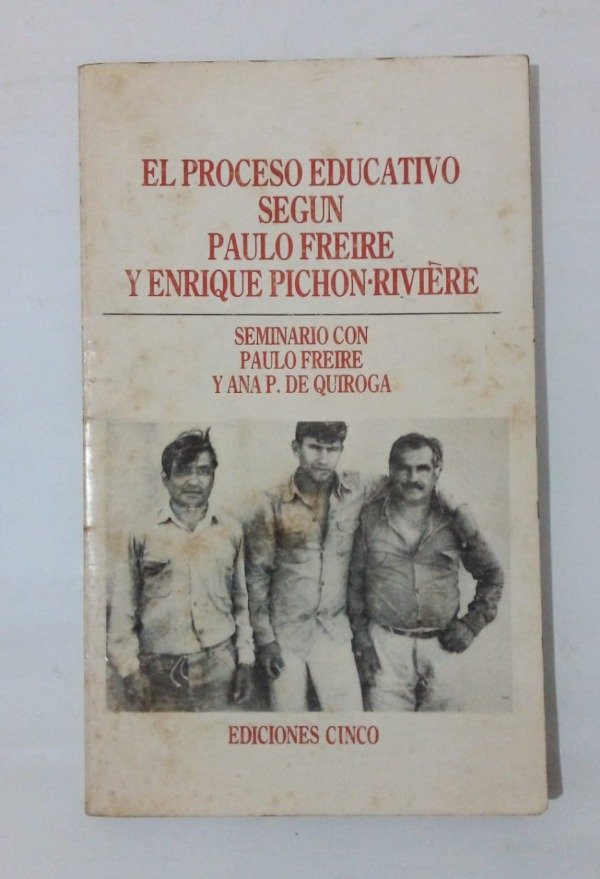 EL PROCESO EDUCATIVO
SEGUN
PAULO FREIRE
Y ENRIQUE PICHON·RIVIÈRE
SEMINARIO CON
PAULO FREIRE
Y ANA P. DE QUIROGA
EDICIONES CINCO